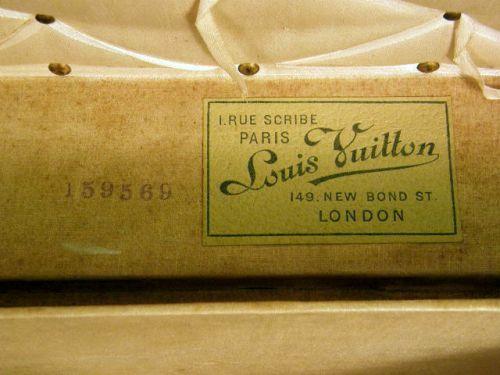 1. RUE SCRIBE
PARIS
Louis Vuitton
149. NEW BOND ST.
LONDON
159569